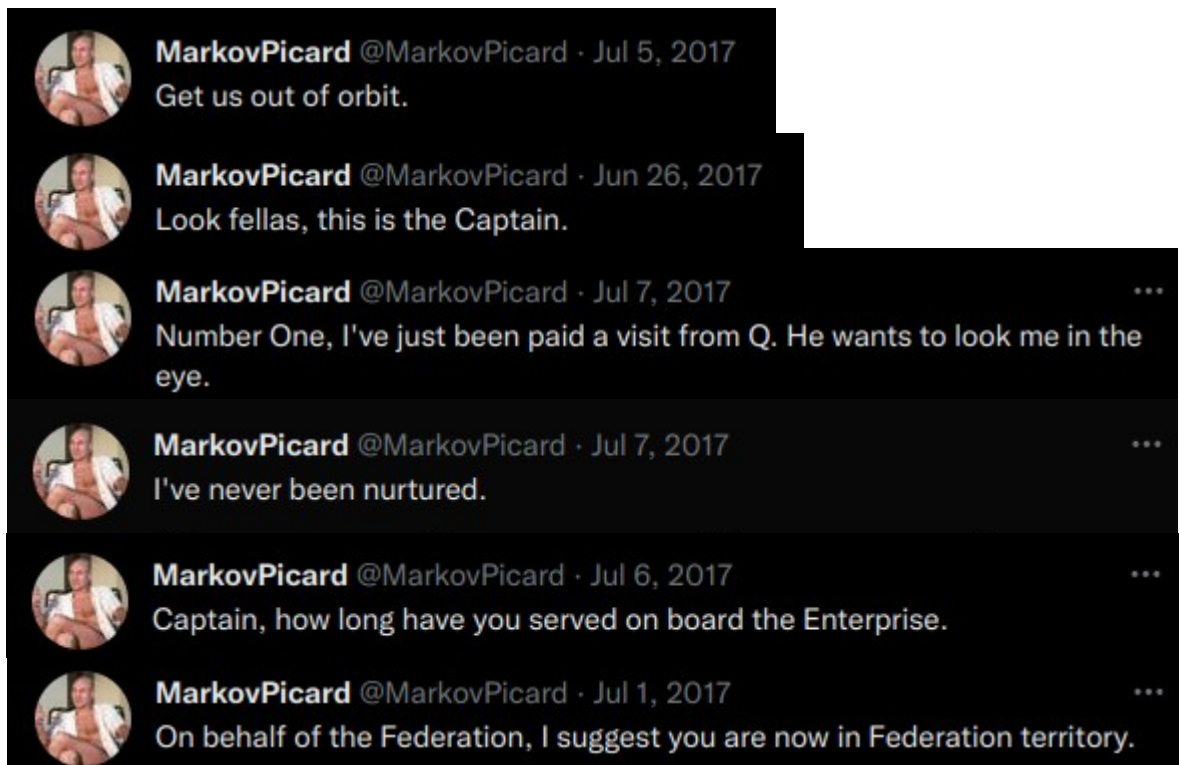 MarkovPicard @MarkovPicard · Jul 5, 2017
Get us out of orbit.
MarkovPicard @MarkovPicard · Jun 26, 2017
Look fellas, this is the Captain.
MarkovPicard @MarkovPicard · Jul 7, 2017
Number One, I've just been paid a visit from Q. He wants to look me in the
eye.
MarkovPicard @MarkovPicard · Jul 7, 2017
I've never been nurtured.
MarkovPicard @MarkovPicard · Jul 6, 2017
Captain, how long have you served on board the Enterprise.
MarkovPicard @MarkovPicard · Jul 1, 2017
On behalf of the Federation, I suggest you are now in Federation territory.